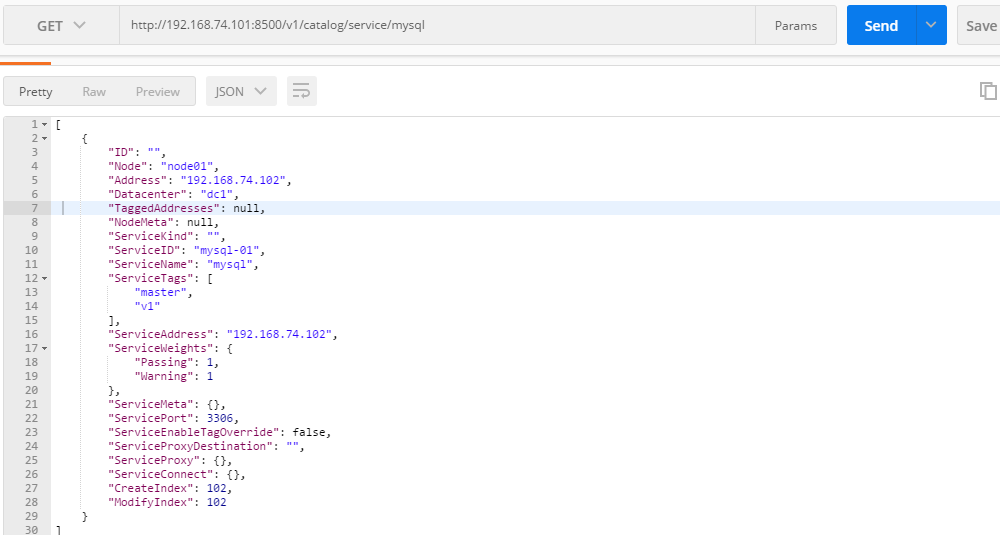 GET http://192.168.74.101:8500/v1/catalog/service/mysql Params Send Save
Pretty Raw Preview JSON
1 [
2 {
3 "ID": "",
4 "Node": "node01",
5 "Address": "192.168.74.102",
6 "Datacenter": "dc1",
7 "TaggedAddresses": null,
8 "NodeMeta": null,
9 "ServiceKind": "",
10 "ServiceID": "mysql-01",
11 "ServiceName": "mysql",
12 "ServiceTags": [
13 "master",
14 "v1"
15 ],
16 "ServiceAddress": "192.168.74.102",
17 "ServiceWeights": {
18 "Passing": 1,
19 "Warning": 1
20 },
21 "ServiceMeta": {},
22 "ServicePort": 3306,
23 "ServiceEnableTagOverride": false,
24 "ServiceProxyDestination": "",
25 "ServiceProxy": {},
26 "ServiceConnect": {},
27 "CreateIndex": 102,
28 "ModifyIndex": 102
29 }
30 ]